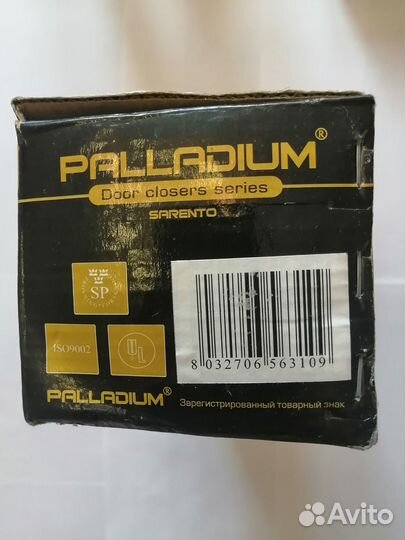 PALLADIUM®
Door closers series
SARENTO
SP
ISO9002
UL
8 032706 563109
PALLADIUM®
Зарегистрированный товарный знак
Avito